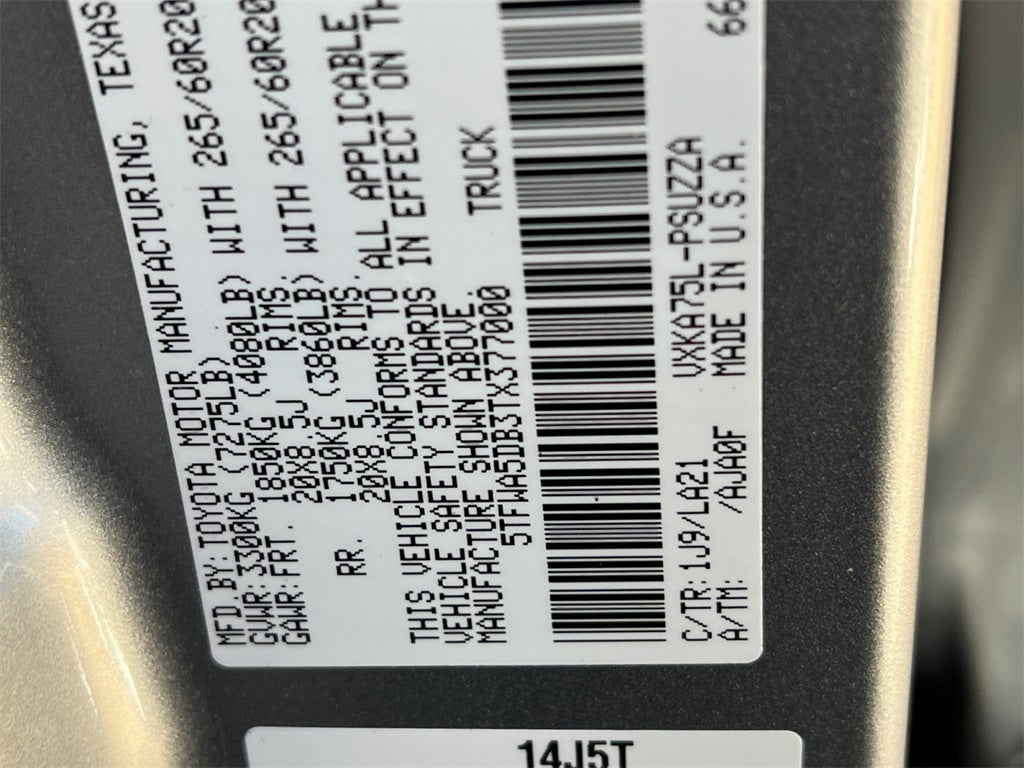 MFD BY:TOYOTA MOTOR MANUFACTURING, TEXAS
GVWR:3300KG (7275LB)
GAWR:FRT. 1850KG (4080LB) WITH 265/60R20
20X8.5J RIMS,
RR. 1750KG (3860LB) WITH 265/60R20
20X8.5J RIMS.
THIS VEHICLE CONFORMS TO ALL APPLICABLE
VEHICLE SAFETY STANDARDS IN EFFECT ON
MANUFACTURE SHOWN ABOVE.
5TFWA5DB3TX377000 TRUCK
C/TR:1J9/LA21 VXKA75L-PSUZZA
A/TM: /AJA0F MADE IN U.S.A. 66
14J5T